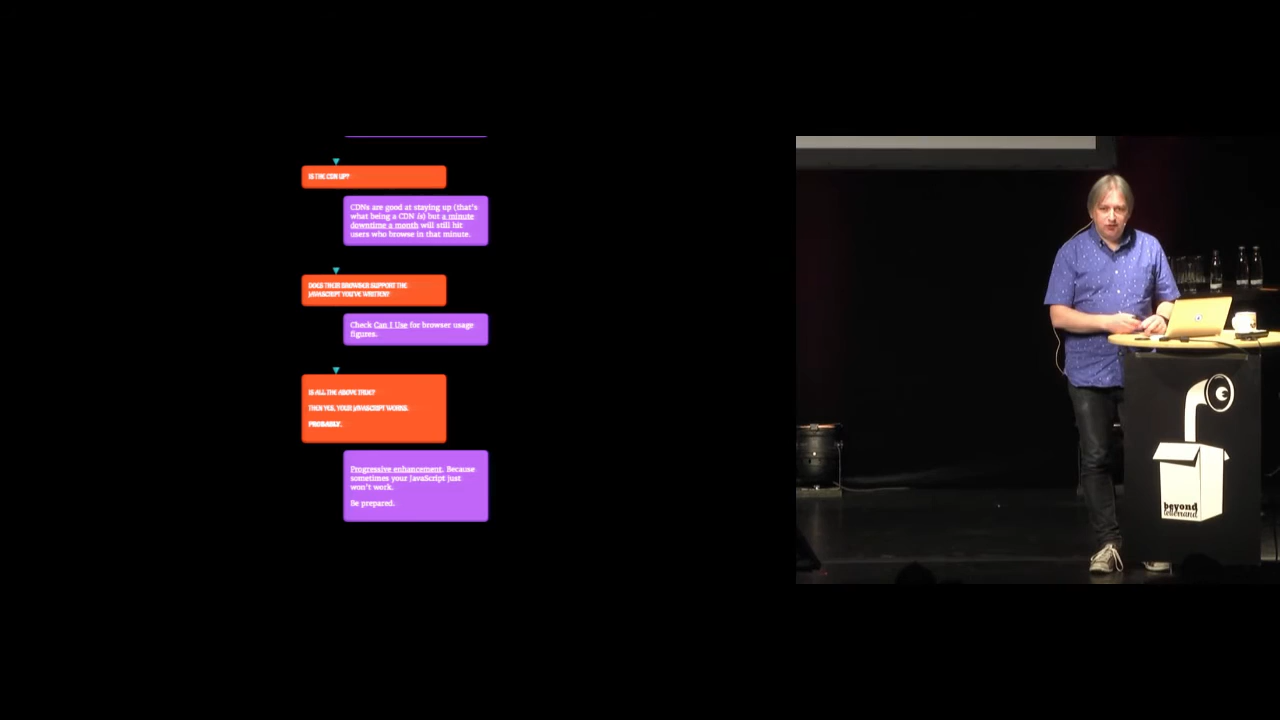 IS THE CDN UP?
CDNs are good at staying up (that's
what being a CDN is) but a minute
downtime a month will still hit
users who browse in that minute.
DOES THEIR BROWSER SUPPORT THE
JAVASCRIPT YOU'VE WRITTEN?
Check Can I Use for browser usage
figures.
IS ALL THE ABOVE TRUE?
THEN YES, YOUR JAVASCRIPT WORKS.
PROBABLY.
Progressive enhancement. Because
sometimes your JavaScript just
won't work.
Be prepared.
beyond
tellerrand